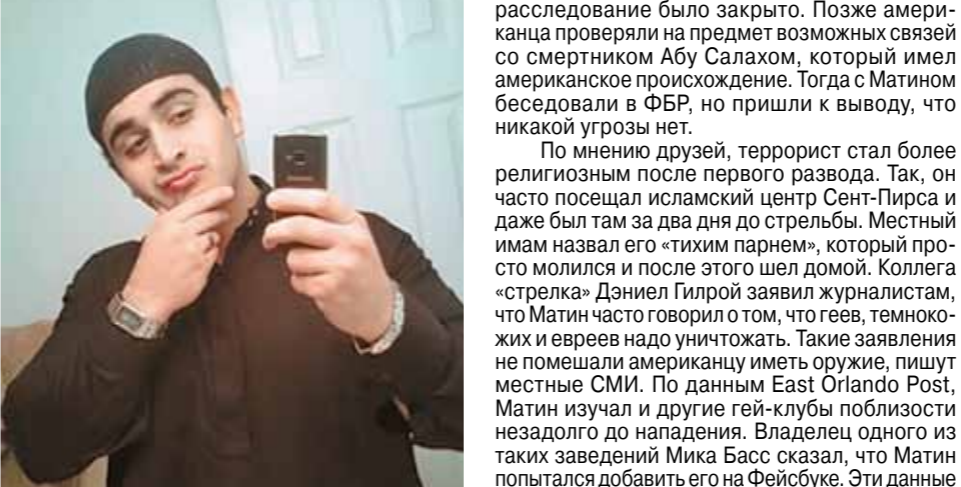 расследование было закрыто. Позже амери-
канца проверяли на предмет возможных связей
со смертником Абу Салахом, который имел
американское происхождение. Тогда с Матином
беседовали в ФБР, но пришли к выводу, что
никакой угрозы нет.
По мнению друзей, террорист стал более
религиозным после первого развода. Так, он
часто посещал исламский центр Сент-Пирса и
даже был там за два дня до стрельбы. Местный
имам назвал его «тихим парнем», который про-
сто молился и после этого шел домой. Коллега
«стрелка» Дэниел Гилрой заявил журналистам,
что Матин часто говорил о том, что геев, темноко-
жих и евреев надо уничтожать. Такие заявления
не помешали американцу иметь оружие, пишут
местные СМИ. По данным East Orlando Post,
Матин изучал и другие гей-клубы поблизости
незадолго до нападения. Владелец одного из
таких заведений Мика Басс сказал, что Матин
попытался добавить его на Фейсбуке. Эти данные